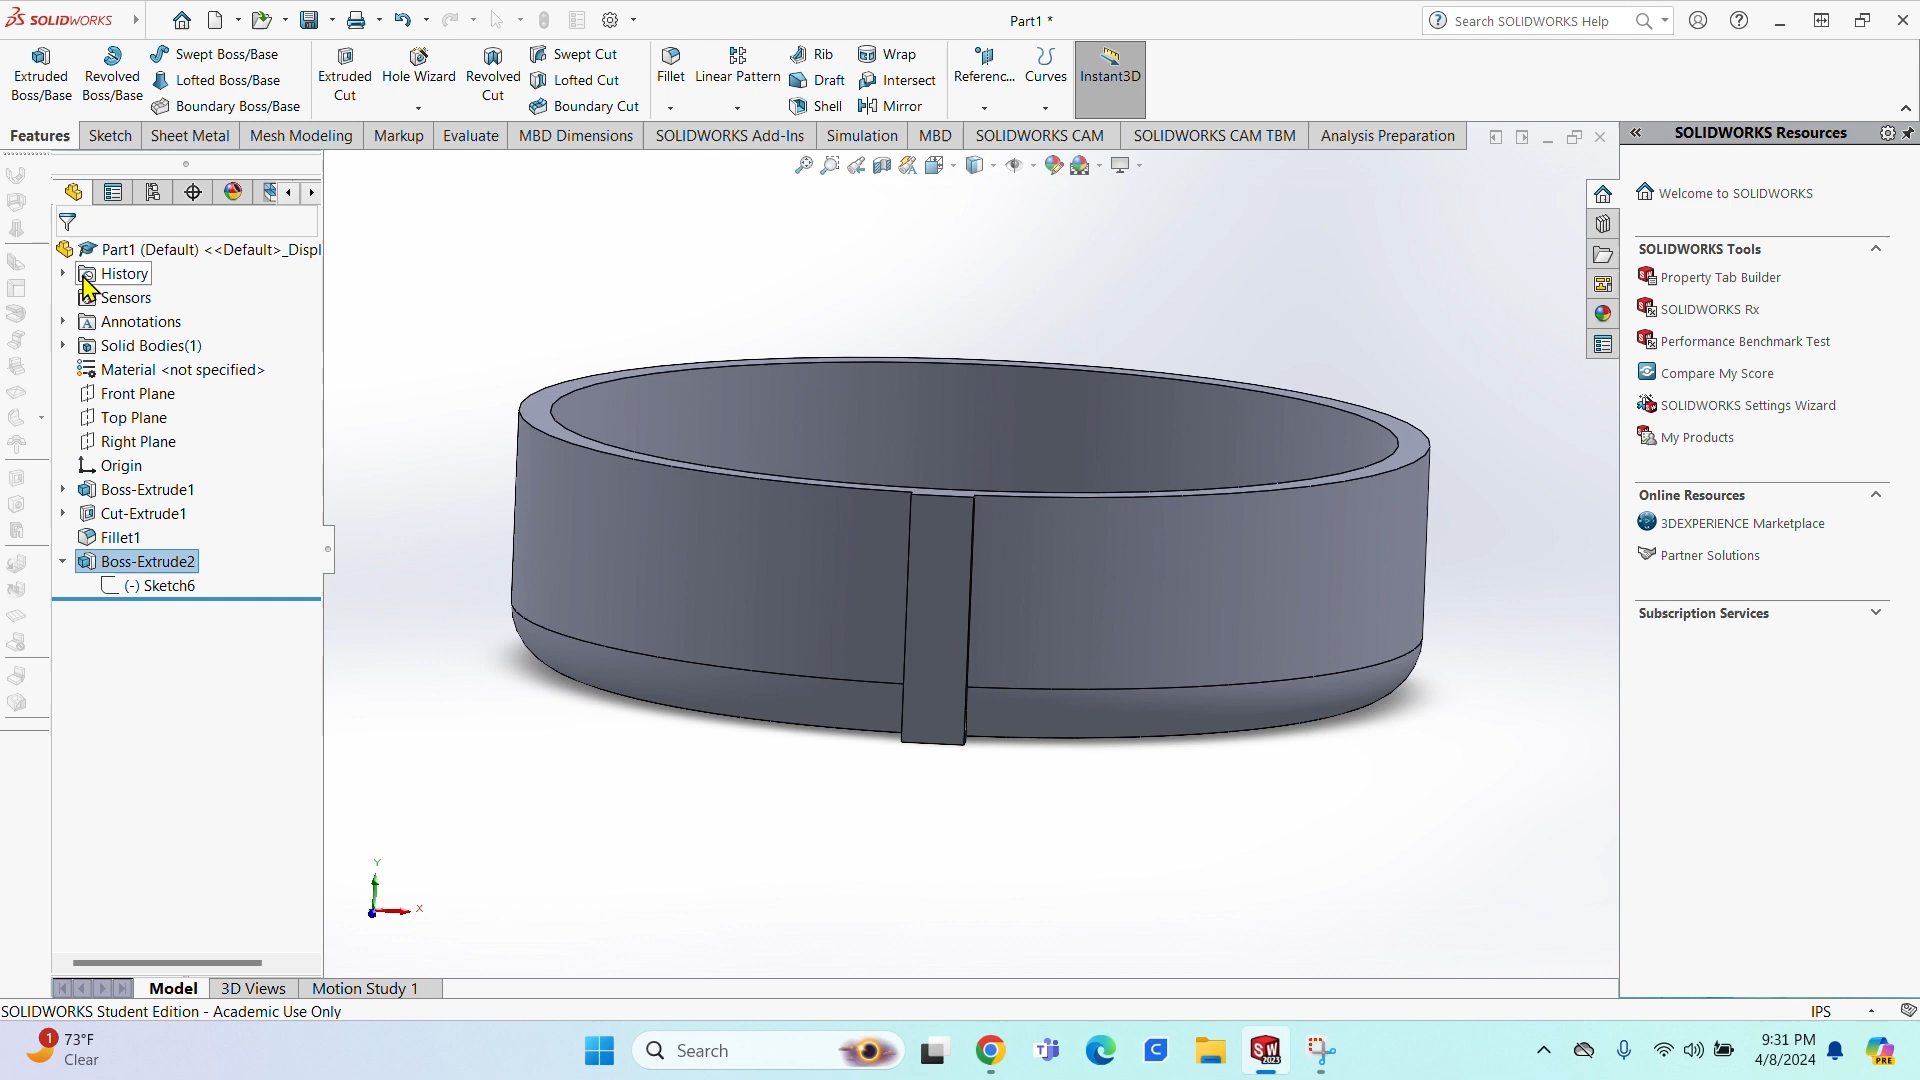 SOLIDWORKS
Part1 *
Search SOLIDWORKS Help
Extruded Boss/Base
Revolved Boss/Base
Swept Boss/Base
Lofted Boss/Base
Boundary Boss/Base
Extruded Cut
Hole Wizard
Revolved Cut
Swept Cut
Lofted Cut
Boundary Cut
Fillet
Linear Pattern
Rib
Draft
Shell
Wrap
Intersect
Mirror
Referenc...
Curves
Instant3D
Features
Sketch
Sheet Metal
Mesh Modeling
Markup
Evaluate
MBD Dimensions
SOLIDWORKS Add-Ins
Simulation
MBD
SOLIDWORKS CAM
SOLIDWORKS CAM TBM
Analysis Preparation
Part1 (Default) <<Default>_Displ
History
Sensors
Annotations
Solid Bodies(1)
Material <not specified>
Front Plane
Top Plane
Right Plane
Origin
Boss-Extrude1
Cut-Extrude1
Fillet1
Boss-Extrude2
(-) Sketch6
Y
X
SOLIDWORKS Resources
Welcome to SOLIDWORKS
SOLIDWORKS Tools
Property Tab Builder
SOLIDWORKS Rx
Performance Benchmark Test
Compare My Score
SOLIDWORKS Settings Wizard
My Products
Online Resources
3DEXPERIENCE Marketplace
Partner Solutions
Subscription Services
Model
3D Views
Motion Study 1
SOLIDWORKS Student Edition - Academic Use Only
IPS
1
73°F
Clear
Search
SW
2023
9:31 PM
4/8/2024
PRE